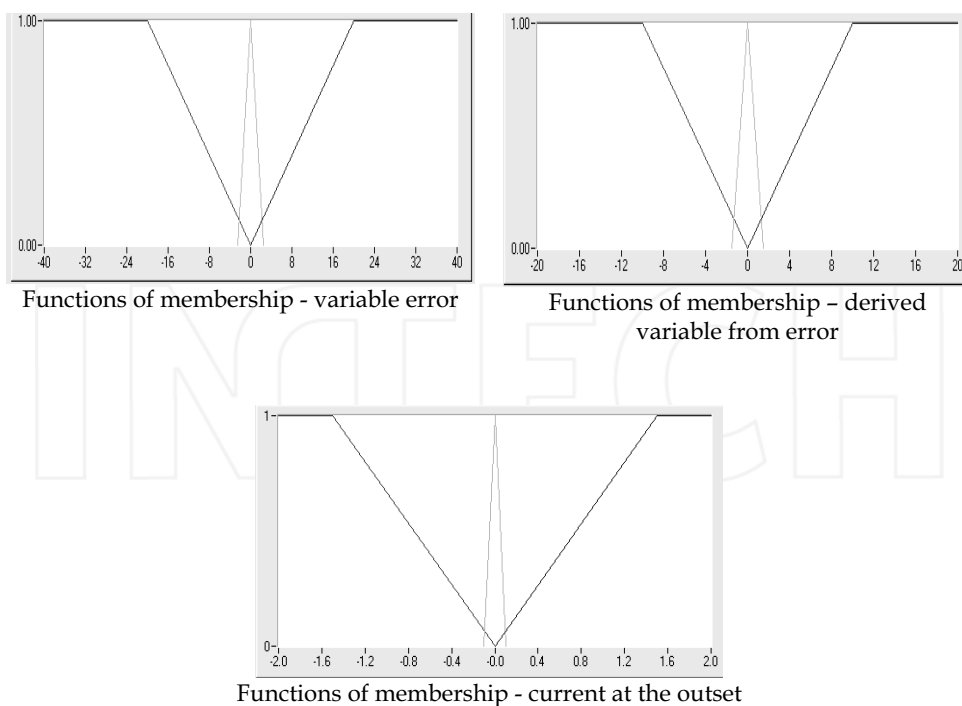 1.00
0.00
-40 -32 -24 -16 -8 0 8 16 24 32 40
Functions of membership - variable error
1.00
0.00
-20 -16 -12 -8 -4 0 4 8 12 16 20
Functions of membership – derived
variable from error
INTECH
1
0
-2.0 -1.6 -1.2 -0.8 -0.4 -0.0 0.4 0.8 1.2 1.6 2.0
Functions of membership - current at the outset